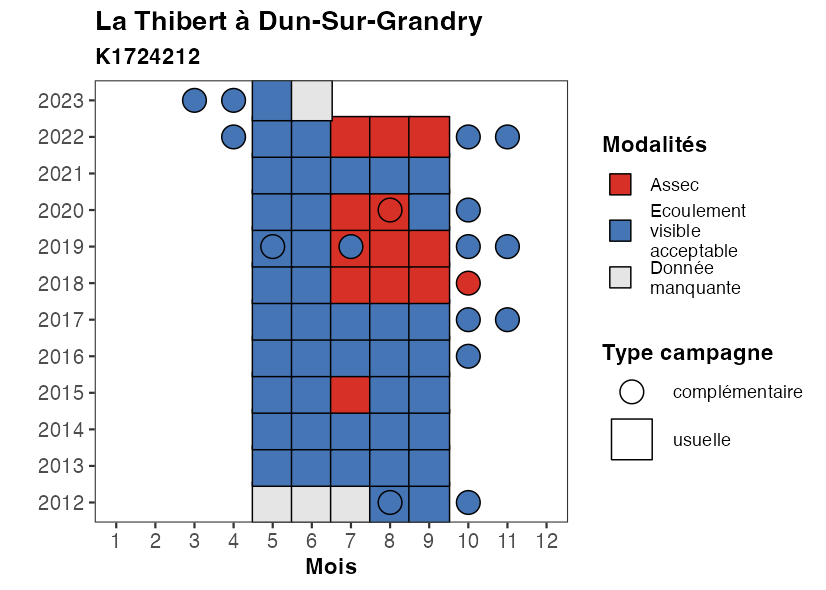 La Thibert à Dun-Sur-Grandry
K1724212
2023
2022
2021
2020
2019
2018
2017
2016
2015
2014
2013
2012
1 2 3 4 5 6 7 8 9 10 11 12
Mois
Modalités
Assec
Ecoulement
visible
acceptable
Donnée
manquante
Type campagne
complémentaire
usuelle